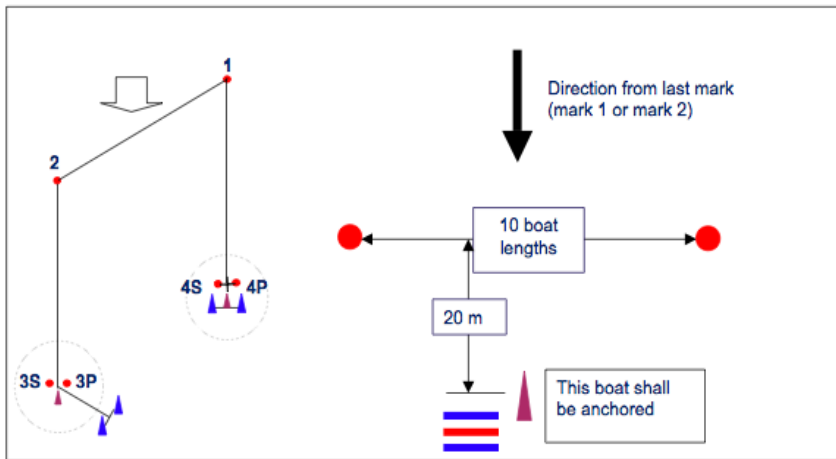 1
2
4S
4P
3S
3P
Direction from last mark
(mark 1 or mark 2)
10 boat
lengths
20 m
This boat shall
be anchored